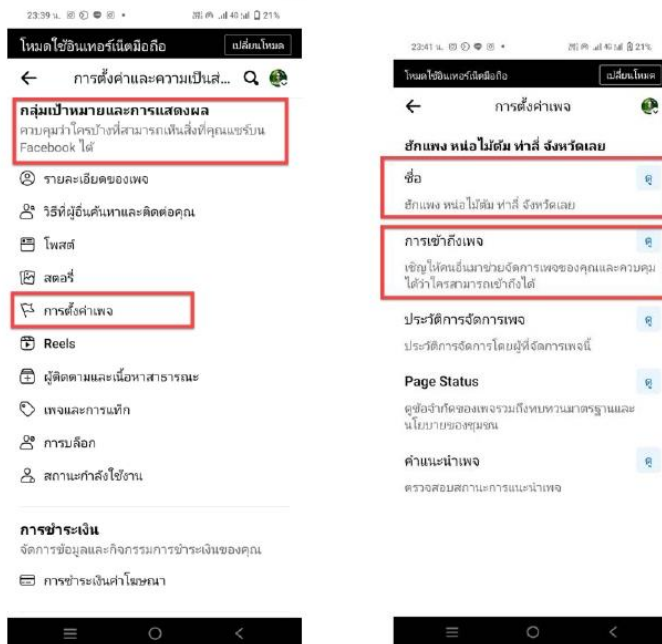 23:39 น.
21%
โหมดใช้อินเทอร์เน็ตมือถือ
เปลี่ยนโหมด
การตั้งค่าและความเป็นส่...
กลุ่มเป้าหมายและการแสดงผล
ควบคุมว่าใครบ้างที่สามารถเห็นสิ่งที่คุณแชร์บน
Facebook ได้
รายละเอียดของเพจ
วิธีที่ผู้อื่นค้นหาและติดต่อคุณ
โพสต์
สตอรี่
การตั้งค่าเพจ
Reels
ผู้ติดตามและเนื้อหาสาธารณะ
เพจและการแท็ก
การบล็อก
สถานะกำลังใช้งาน
การชำระเงิน
จัดการข้อมูลและกิจกรรมการชำระเงินของคุณ
การชำระเงินค่าโฆษณา
23:41 น.
21%
โหมดใช้อินเทอร์เน็ตมือถือ
เปลี่ยนโหมด
การตั้งค่าเพจ
ฮักแพง หน่อไม้ต้ม ท่าลี่ จังหวัดเลย
ชื่อ
ดู
ฮักแพง หน่อไม้ต้ม ท่าลี่ จังหวัดเลย
การเข้าถึงเพจ
ดู
เชิญให้คนอื่นมาช่วยจัดการเพจของคุณและควบคุม
ได้ว่าใครสามารถเข้าถึงได้
ประวัติการจัดการเพจ
ดู
ประวัติการจัดการโดยผู้ที่จัดการเพจนี้
Page Status
ดู
ดูข้อจำกัดของเพจรวมถึงทบทวนมาตรฐานและ
นโยบายของชุมชน
คำแนะนำเพจ
ดู
ตรวจสอบสถานะการแนะนำเพจ